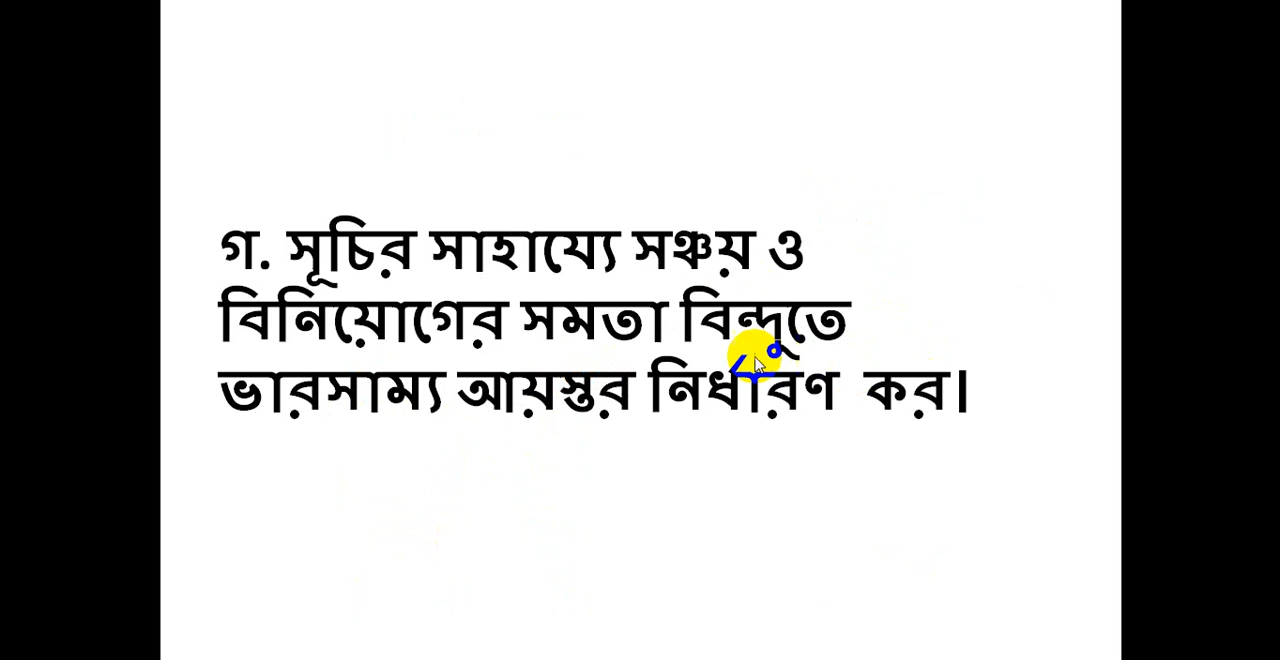 গ. সূচির সাহায্যে সঞ্চয় ও
বিনিয়োগের সমতা বিন্দুতে
ভারসাম্য আয়স্তর নির্ধারণ কর।